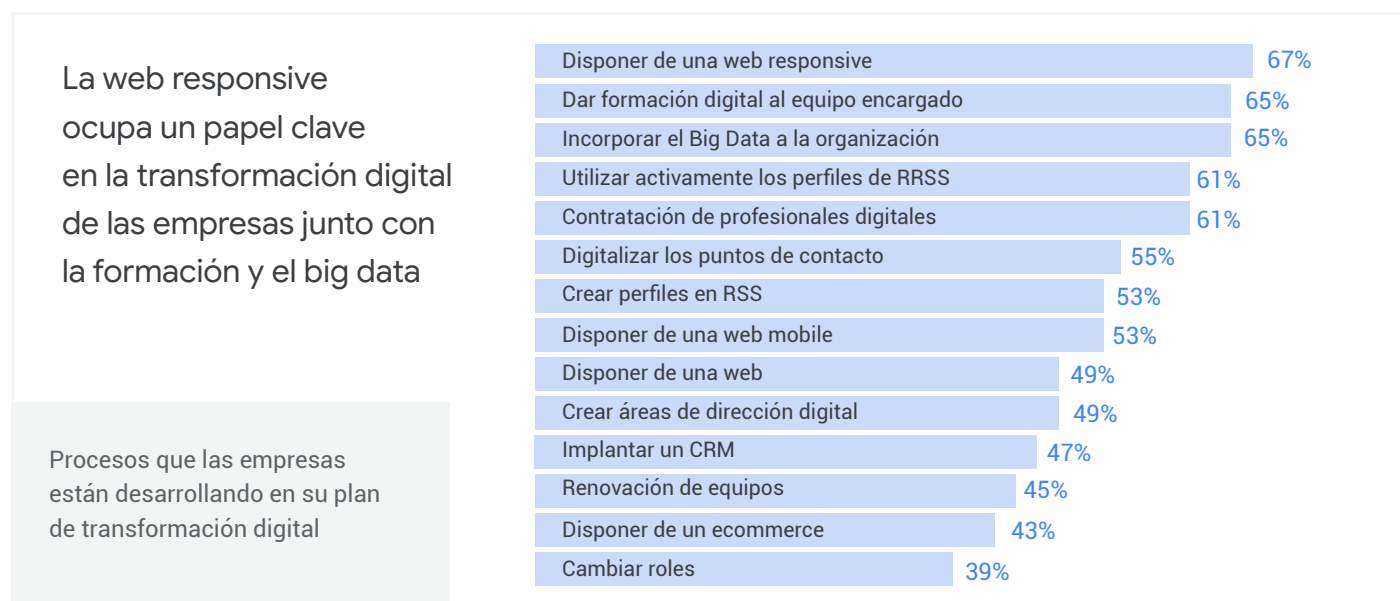 La web responsive
ocupa un papel clave
en la transformación digital
de las empresas junto con
la formación y el big data
Procesos que las empresas
están desarrollando en su plan
de transformación digital
Disponer de una web responsive 67%
Dar formación digital al equipo encargado 65%
Incorporar el Big Data a la organización 65%
Utilizar activamente los perfiles de RRSS 61%
Contratación de profesionales digitales 61%
Digitalizar los puntos de contacto 55%
Crear perfiles en RSS 53%
Disponer de una web mobile 53%
Disponer de una web 49%
Crear áreas de dirección digital 49%
Implantar un CRM 47%
Renovación de equipos 45%
Disponer de un ecommerce 43%
Cambiar roles 39%